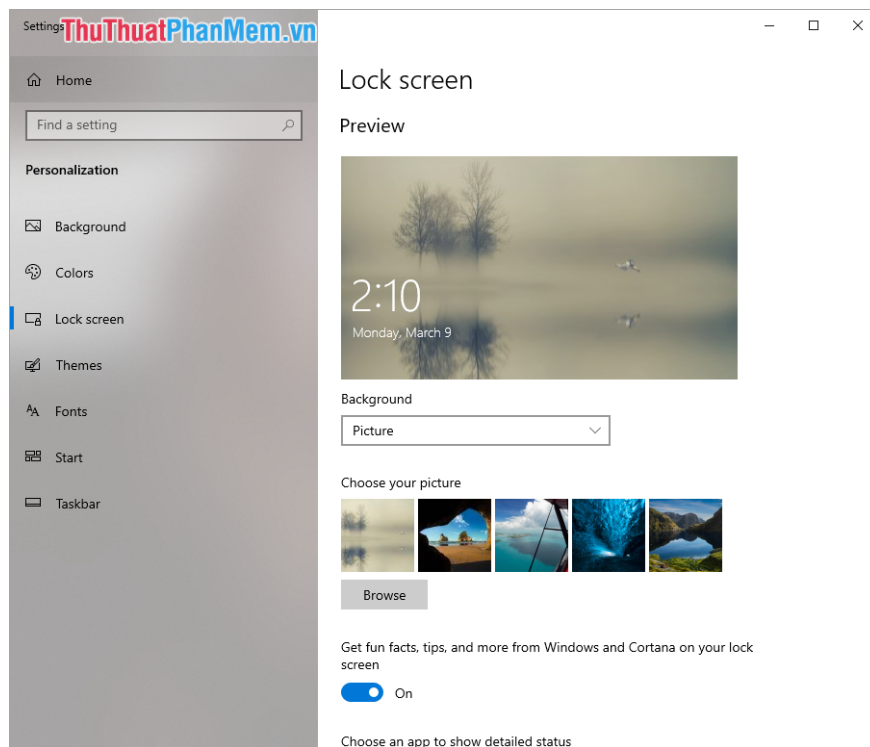 Settings
ThuThuatPhanMem.vn
Home
Find a setting
Personalization
Background
Colors
Lock screen
Themes
Fonts
Start
Taskbar
Lock screen
Preview
2:10
Monday, March 9
Background
Picture
Choose your picture
Browse
Get fun facts, tips, and more from Windows and Cortana on your lock
screen
On
Choose an app to show detailed status